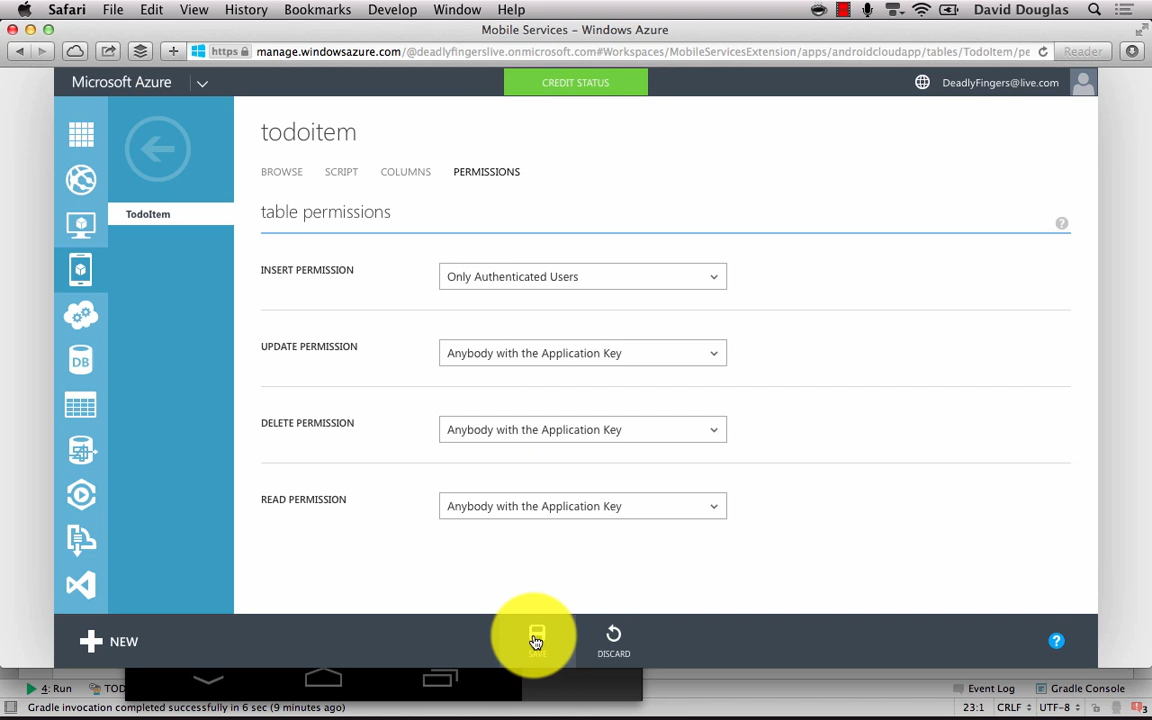 Safari File Edit View History Bookmarks Develop Window Help David Douglas
Mobile Services – Windows Azure
https manage.windowsazure.com/@deadlyfingerslive.onmicrosoft.com#Workspaces/MobileServicesExtension/apps/androidcloudapp/tables/TodoItem/pe Reader
Microsoft Azure CREDIT STATUS DeadlyFingers@live.com
todoitem
BROWSE SCRIPT COLUMNS PERMISSIONS
TodoItem
table permissions
?
INSERT PERMISSION Only Authenticated Users
UPDATE PERMISSION Anybody with the Application Key
DB
DELETE PERMISSION Anybody with the Application Key
READ PERMISSION Anybody with the Application Key
NEW SAVE DISCARD ?
4: Run TOD Event Log Gradle Console
Gradle invocation completed successfully in 6 sec (9 minutes ago) 23:1 CRLF UTF-8 3